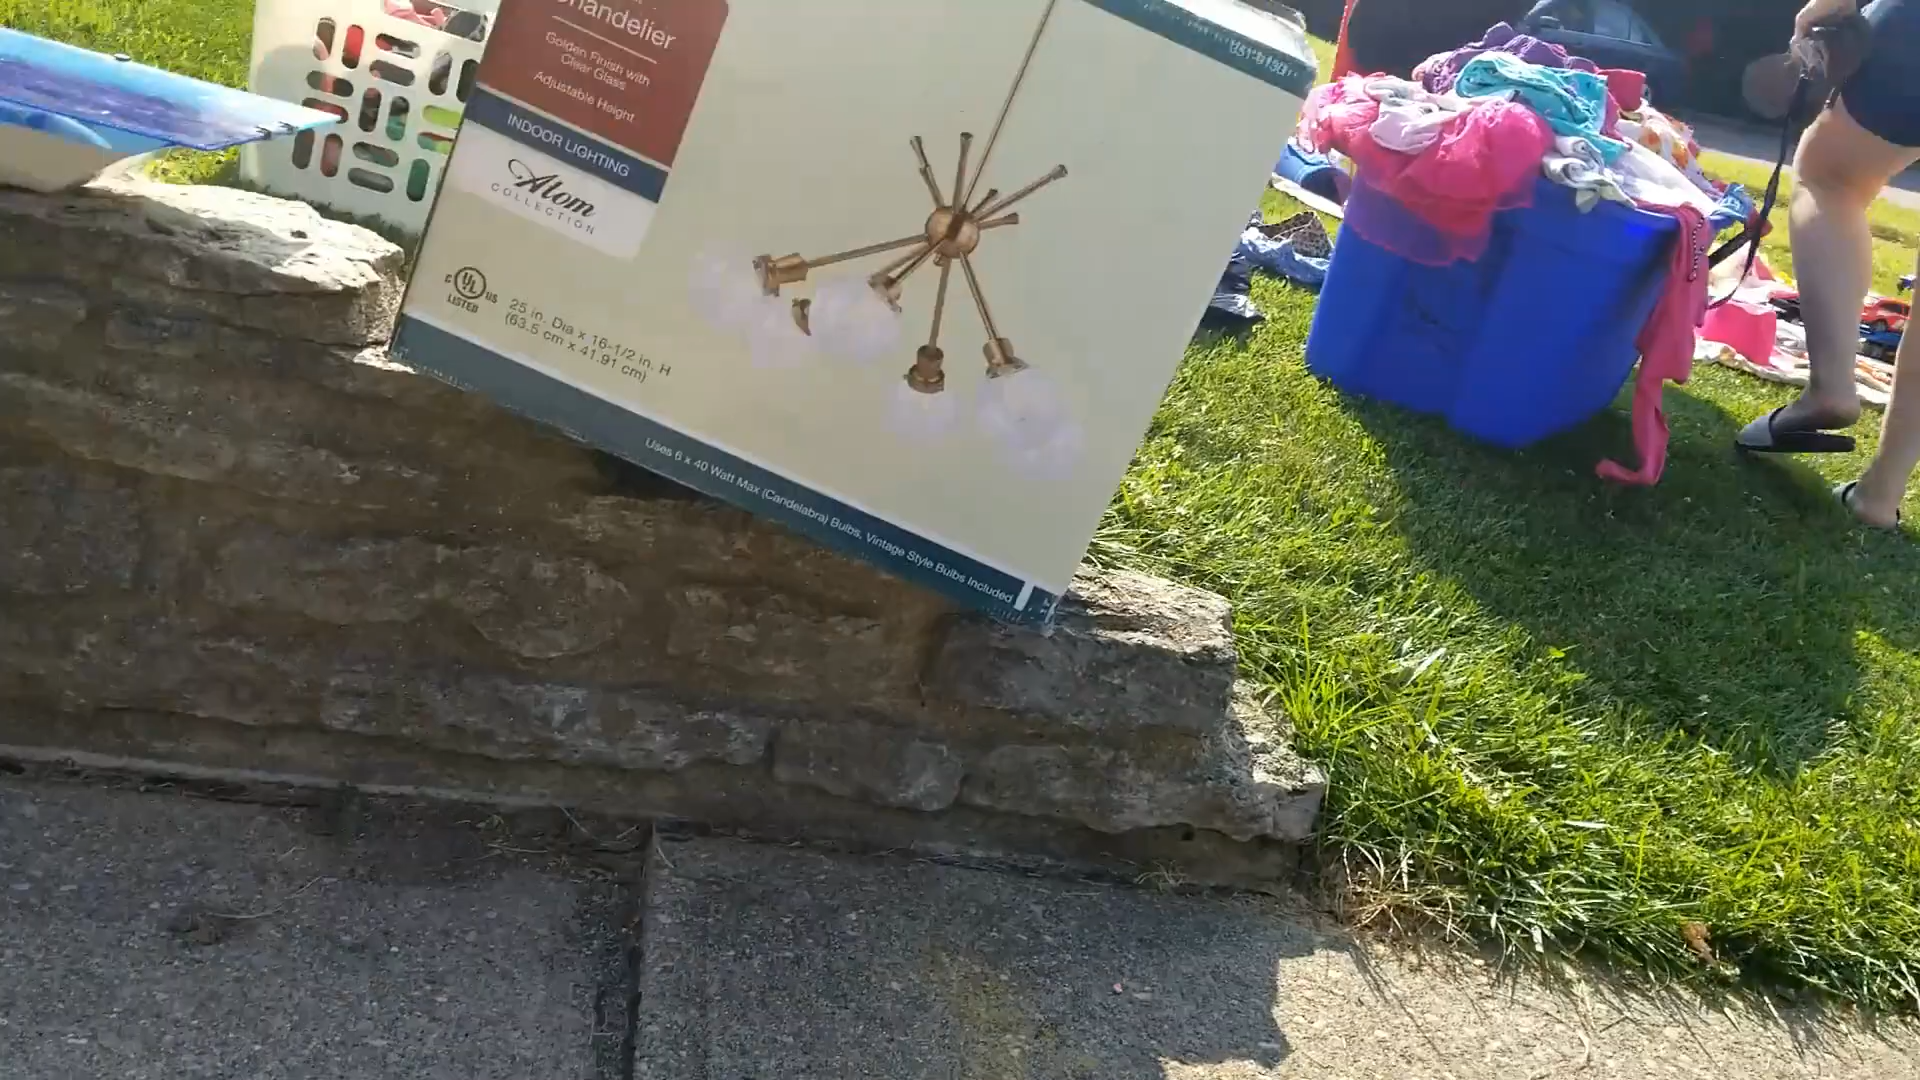 Chandelier
Golden Finish with
Clear Glass
Adjustable Height
INDOOR LIGHTING
Atom
COLLECTION
c UL us
LISTED
25 in. Dia x 16-1/2 in. H
(63.5 cm x 41.91 cm)
Uses 6 x 40 Watt Max (Candelabra) Bulbs, Vintage Style Bulbs Included